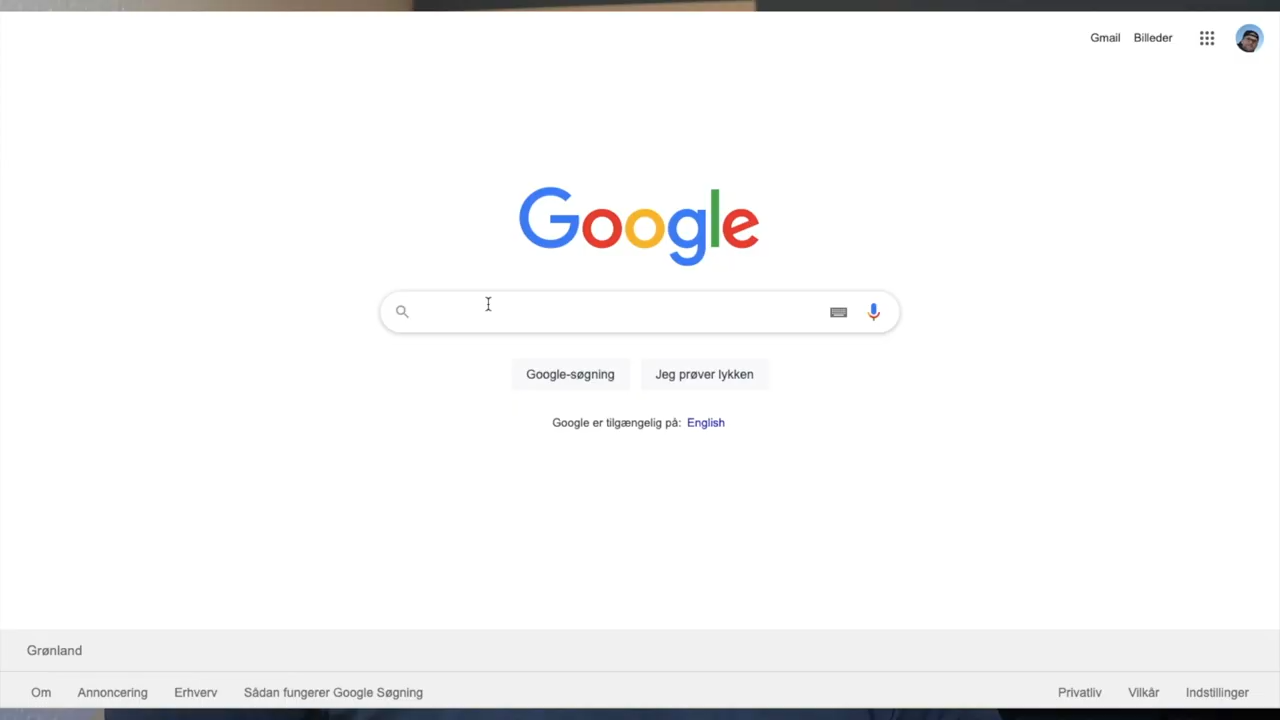 Gmail Billeder
Google
Google-søgning Jeg prøver lykken
Google er tilgængelig på: English
Grønland
Om Annoncering Erhverv Sådan fungerer Google Søgning Privatliv Vilkår Indstillinger